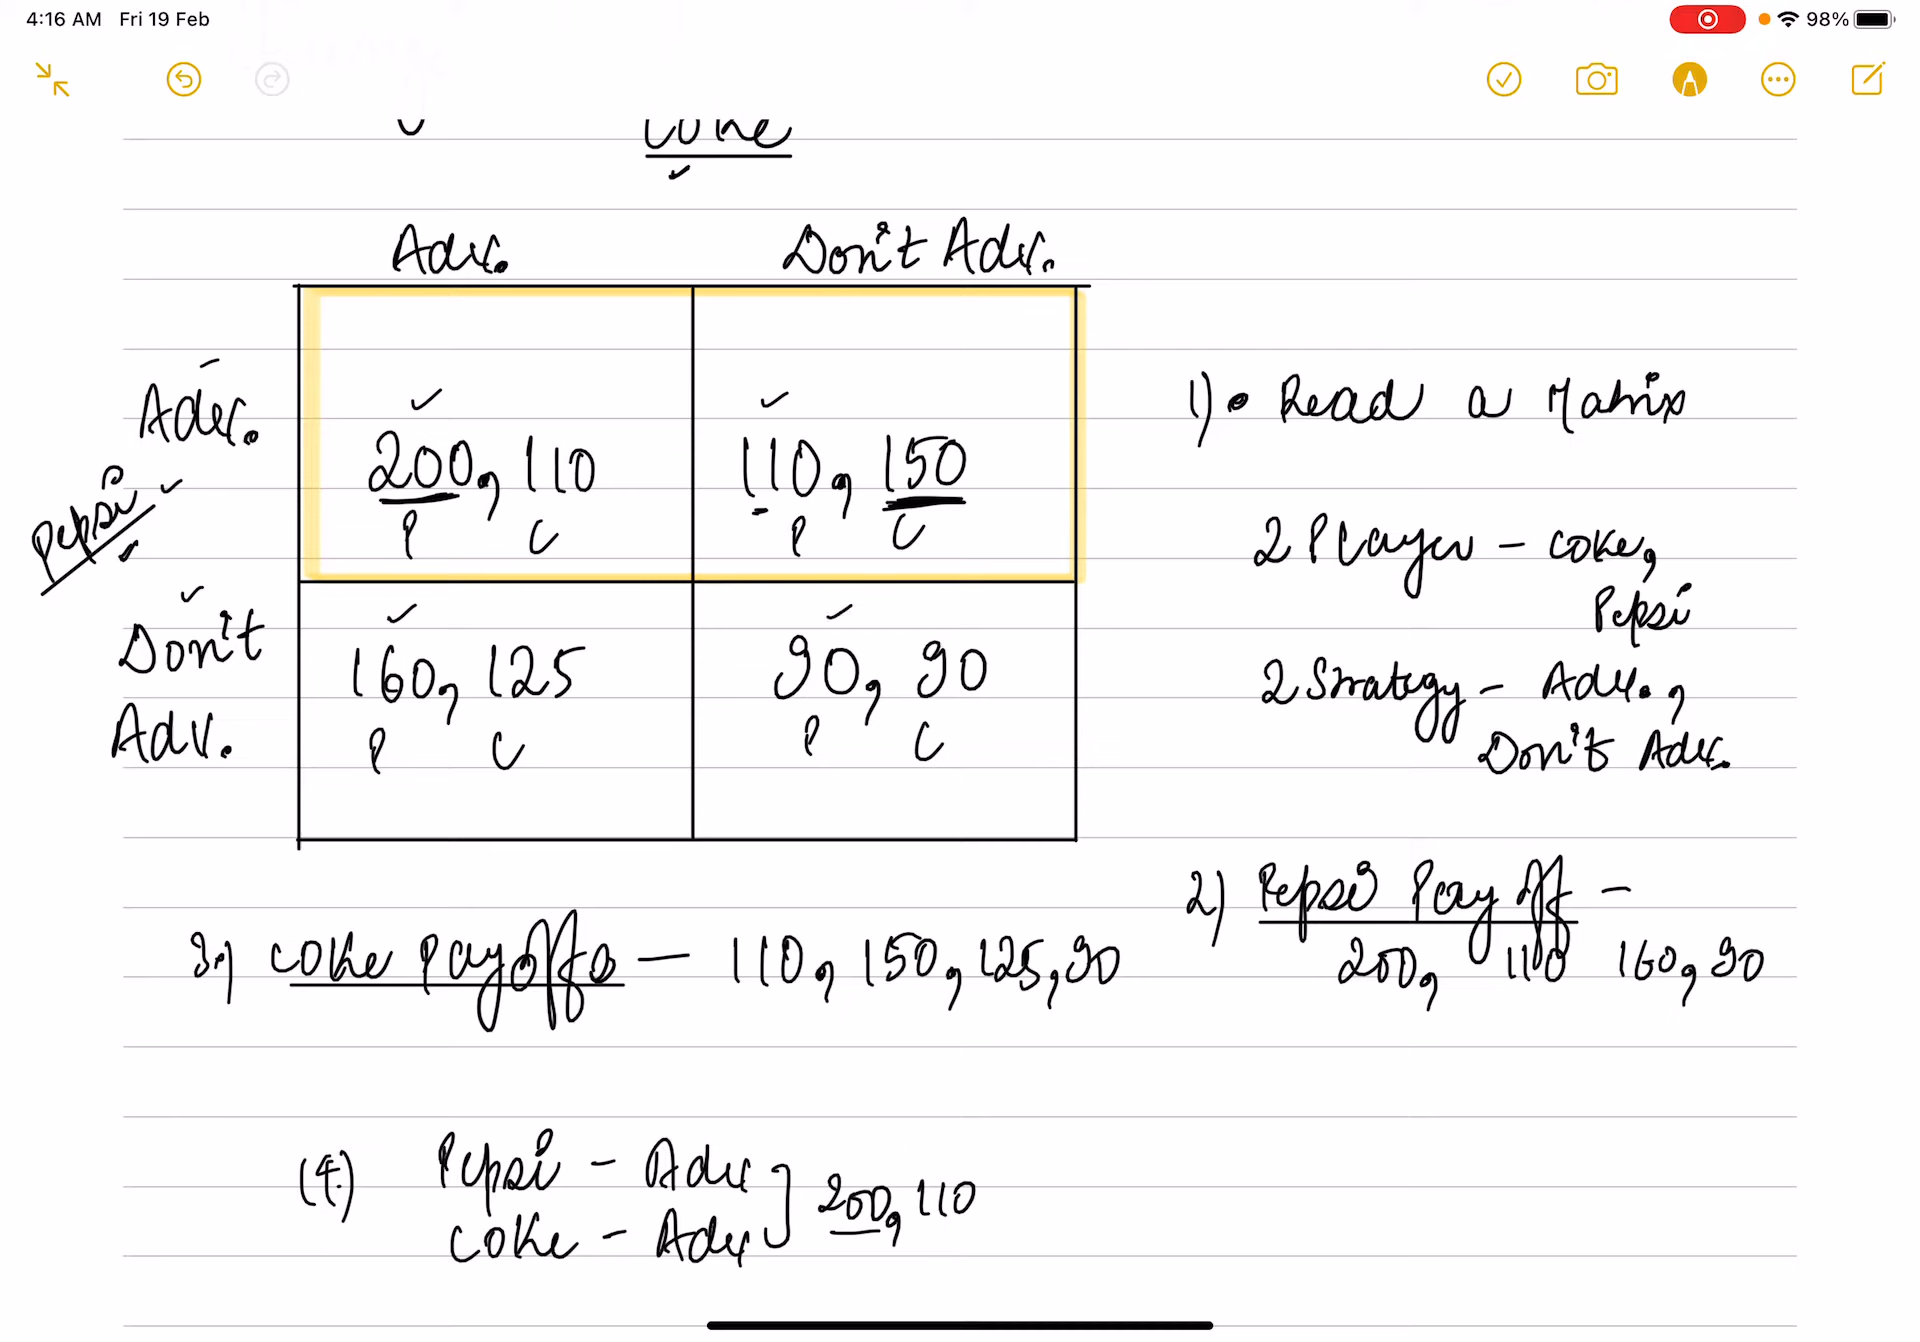 4:16 AM Fri 19 Feb
98%
Coke
Adv. Don't Adv.
Adv.
Pepsi
200, 110
P C
110, 150
P C
Don't
Adv.
160, 125
P C
90, 90
P C
1) • Read a Matrix
2 Player - Coke,
Pepsi
2 Strategy - Adv.,
Don't Adv.
2) Pepsi Pay off -
200, 110 160, 90
3.) Coke Payoffs - 110, 150, 125, 90
(4.) Pepsi - Adv
Coke - Adv
200, 110